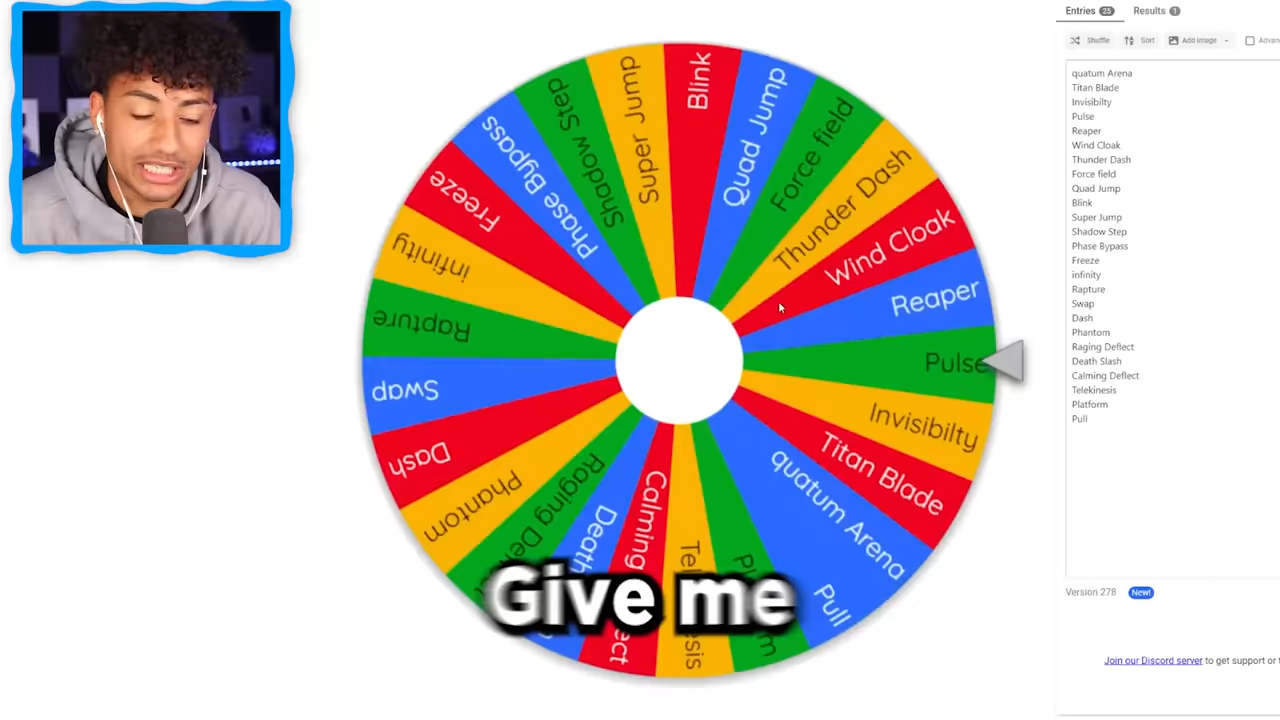 Entries 25
Results 1
Shuffle
Sort
Add image
quatum Arena
Titan Blade
Invisibilty
Pulse
Reaper
Wind Cloak
Thunder Dash
Force field
Quad Jump
Blink
Super Jump
Shadow Step
Phase Bypass
Freeze
infinity
Rapture
Swap
Dash
Phantom
Raging Deflect
Death Slash
Calming Deflect
Telekinesis
Platform
Pull
Version 278 New!
Join our Discord server to get support or
Blink
Quad Jump
Force field
Thunder Dash
Wind Cloak
Reaper
Pulse
Invisibilty
Titan Blade
quatum Arena
Pull
Calming
Death
Raging
Phantom
Dash
Swap
Rapture
infinity
Freeze
Phase Bypass
Shadow Step
Super Jump
Give me